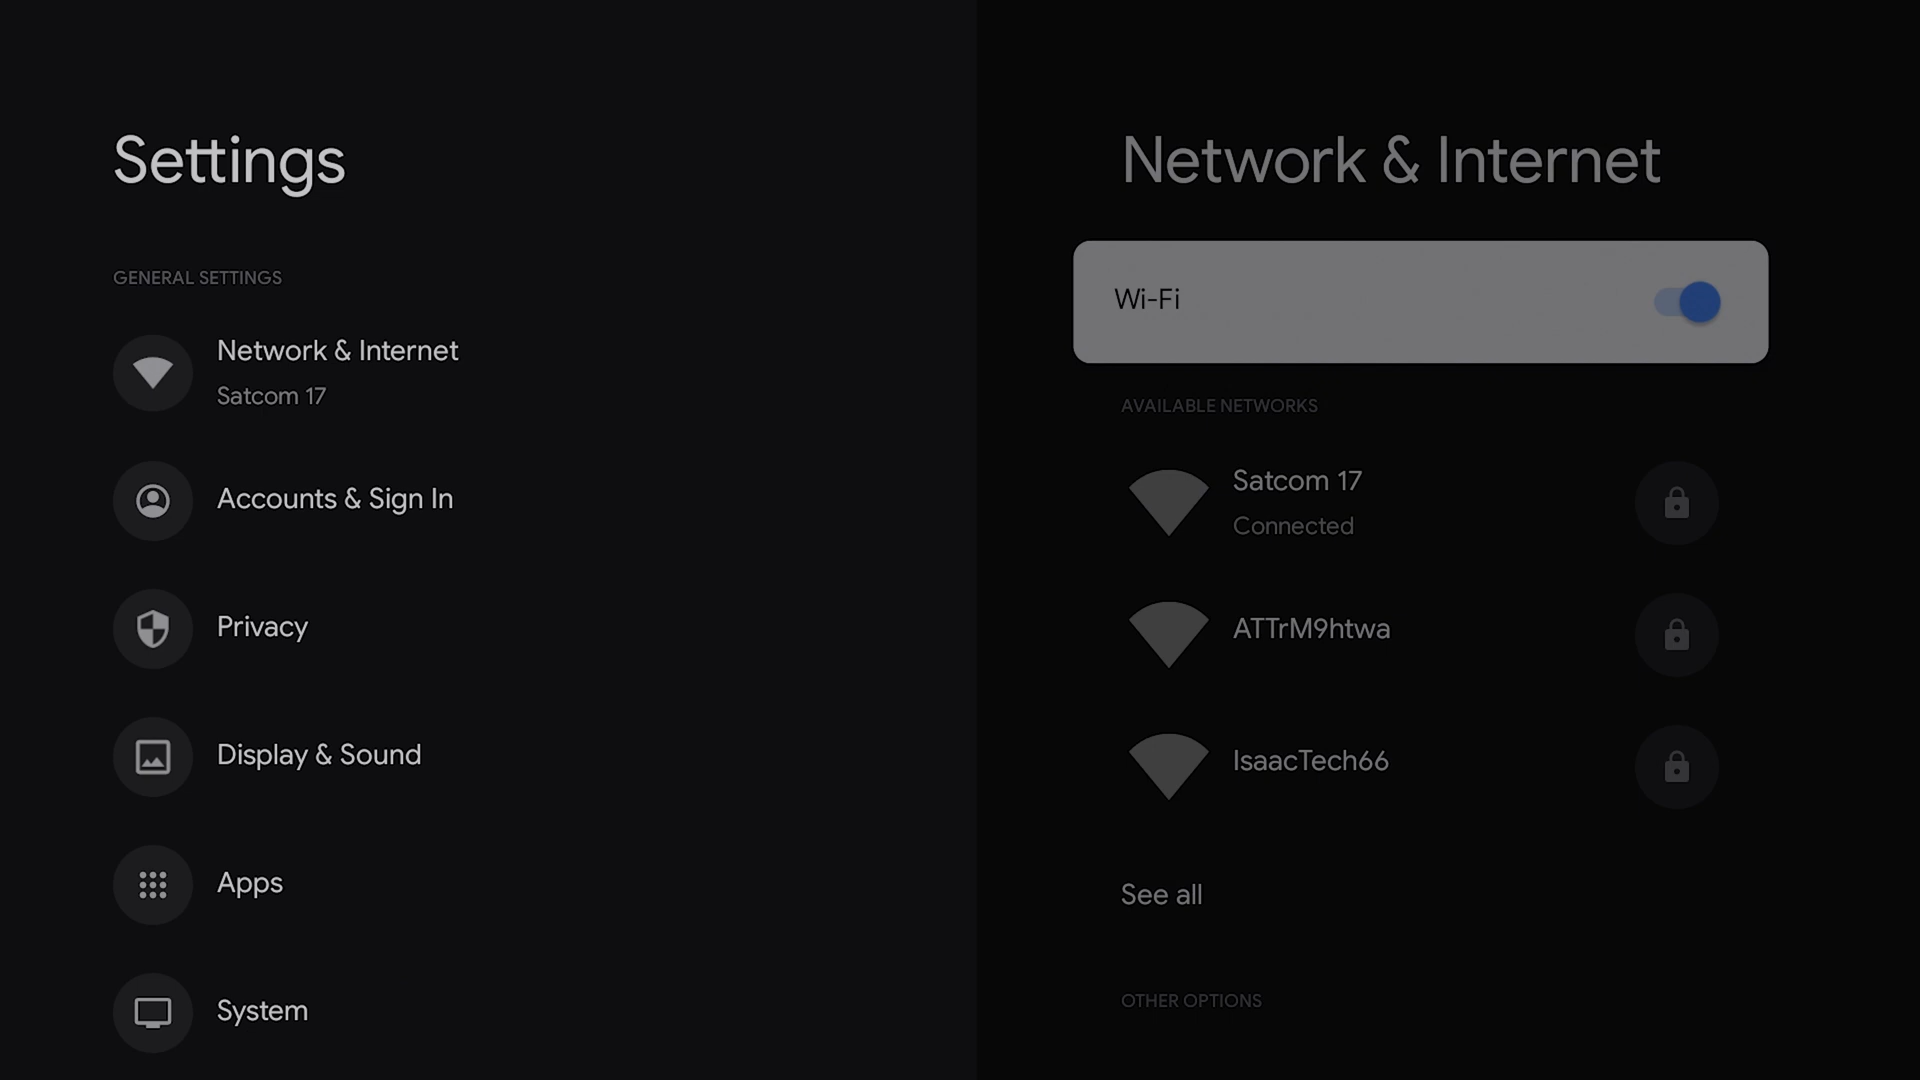 Settings
GENERAL SETTINGS
Network & Internet
Satcom 17
Accounts & Sign In
Privacy
Display & Sound
Apps
System
Network & Internet
Wi-Fi
AVAILABLE NETWORKS
Satcom 17
Connected
ATTrM9htwa
IsaacTech66
See all
OTHER OPTIONS